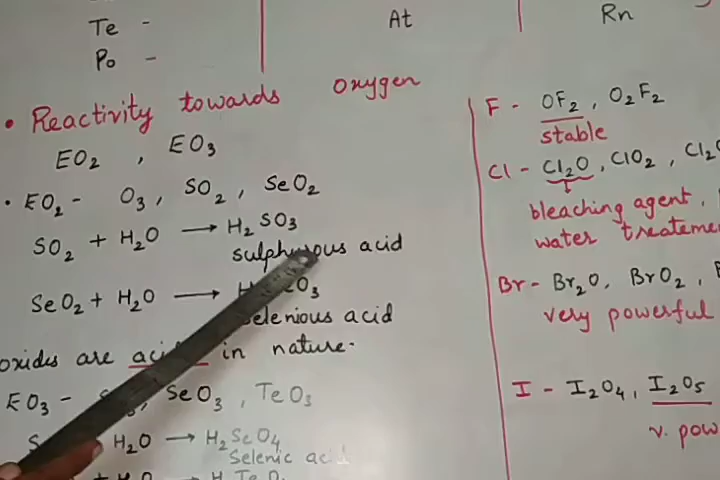 Te -
Po -
At
Rn
• Reactivity towards oxygen
EO2 , EO3
• EO2 - O3, SO2, SeO2
SO2 + H2O → H2SO3
sulphurous acid
SeO2 + H2O → O3
selenious acid
oxides are in nature.
EO3 - SeO3, TeO3
H2O → H2SeO4
Selenic
F - OF2, O2F2
stable
Cl - Cl2O, ClO2,
bleaching agent,
water
Br - Br2O, BrO2,
very powerful
I - I2O4, I2O5
v.